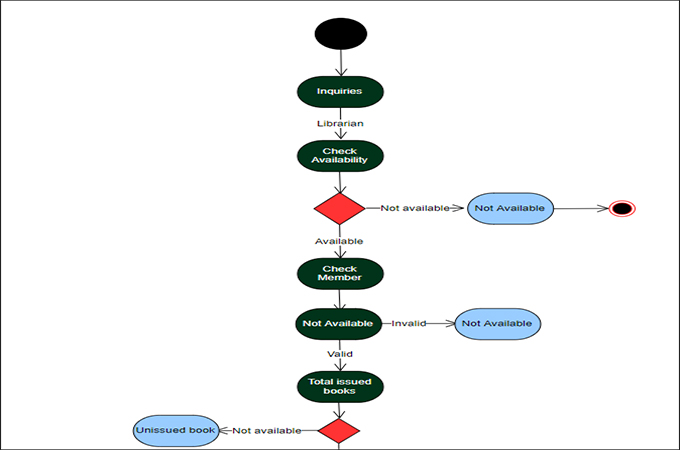 Inquiries
Librarian
Check
Availability
Not available
Not Available
Available
Check
Member
Not Available
Invalid
Not Available
Valid
Total issued
books
Unissued book
Not available